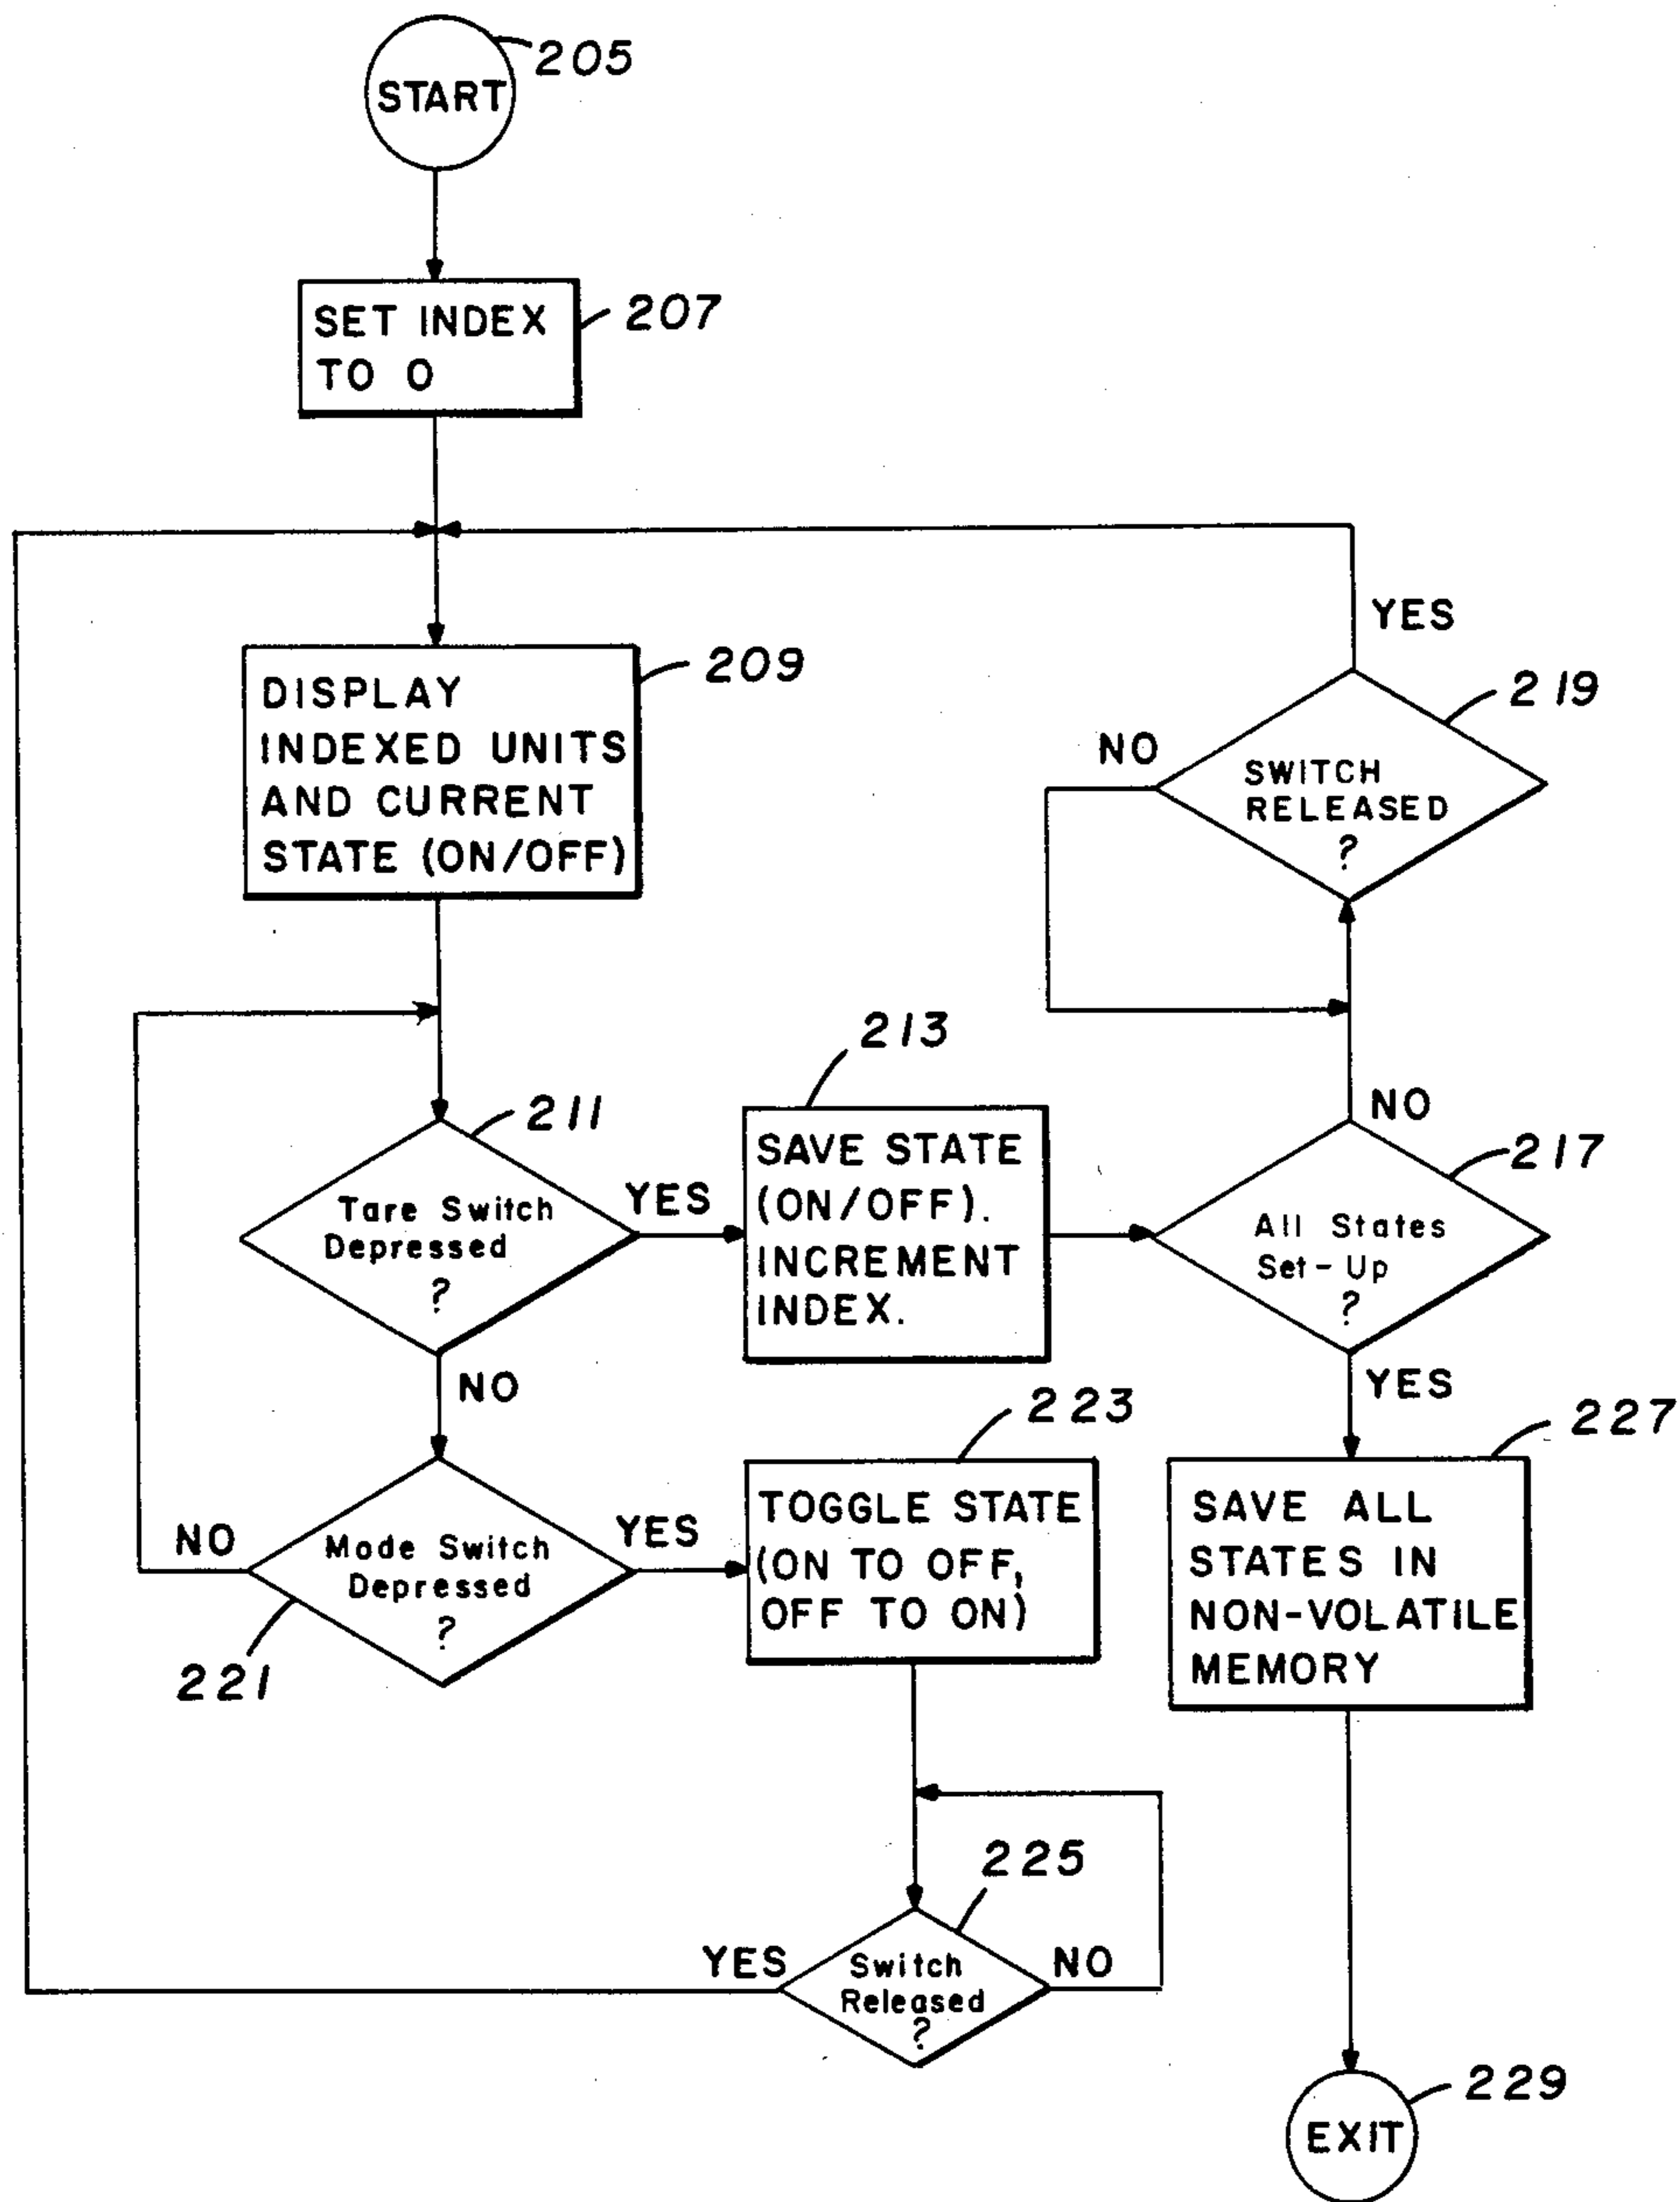 START
205
SET INDEX
TO 0
207
DISPLAY
INDEXED UNITS
AND CURRENT
STATE (ON/OFF)
209
YES
219
NO
SWITCH
RELEASED
?
211
Tare Switch
Depressed
?
YES
NO
213
SAVE STATE
(ON/OFF).
INCREMENT
INDEX.
NO
217
All States
Set-Up
?
YES
221
NO
Mode Switch
Depressed
?
YES
223
TOGGLE STATE
(ON TO OFF,
OFF TO ON)
227
SAVE ALL
STATES IN
NON-VOLATILE
MEMORY
225
YES
Switch
Released
?
NO
229
EXIT